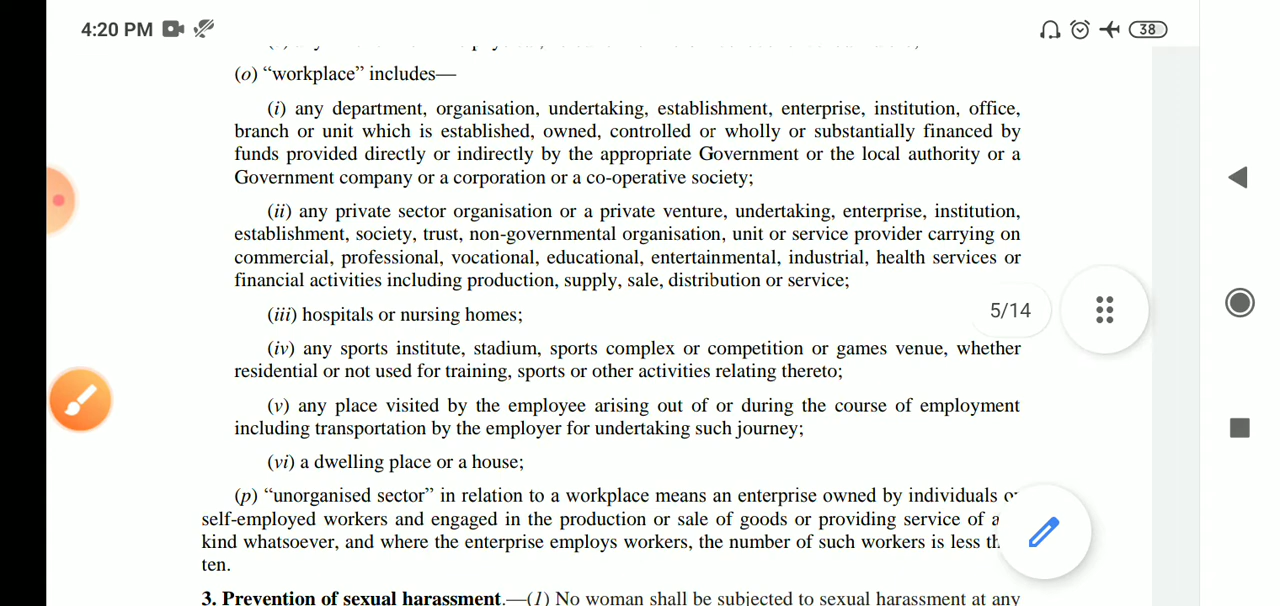 4:20 PM
38
(o) “workplace” includes—
(i) any department, organisation, undertaking, establishment, enterprise, institution, office,
branch or unit which is established, owned, controlled or wholly or substantially financed by
funds provided directly or indirectly by the appropriate Government or the local authority or a
Government company or a corporation or a co-operative society;
(ii) any private sector organisation or a private venture, undertaking, enterprise, institution,
establishment, society, trust, non-governmental organisation, unit or service provider carrying on
commercial, professional, vocational, educational, entertainmental, industrial, health services or
financial activities including production, supply, sale, distribution or service;
5/14
(iii) hospitals or nursing homes;
(iv) any sports institute, stadium, sports complex or competition or games venue, whether
residential or not used for training, sports or other activities relating thereto;
(v) any place visited by the employee arising out of or during the course of employment
including transportation by the employer for undertaking such journey;
(vi) a dwelling place or a house;
(p) “unorganised sector” in relation to a workplace means an enterprise owned by individuals
self-employed workers and engaged in the production or sale of goods or providing service of
kind whatsoever, and where the enterprise employs workers, the number of such workers is less
ten.
3. Prevention of sexual harassment.—(1) No woman shall be subjected to sexual harassment at any